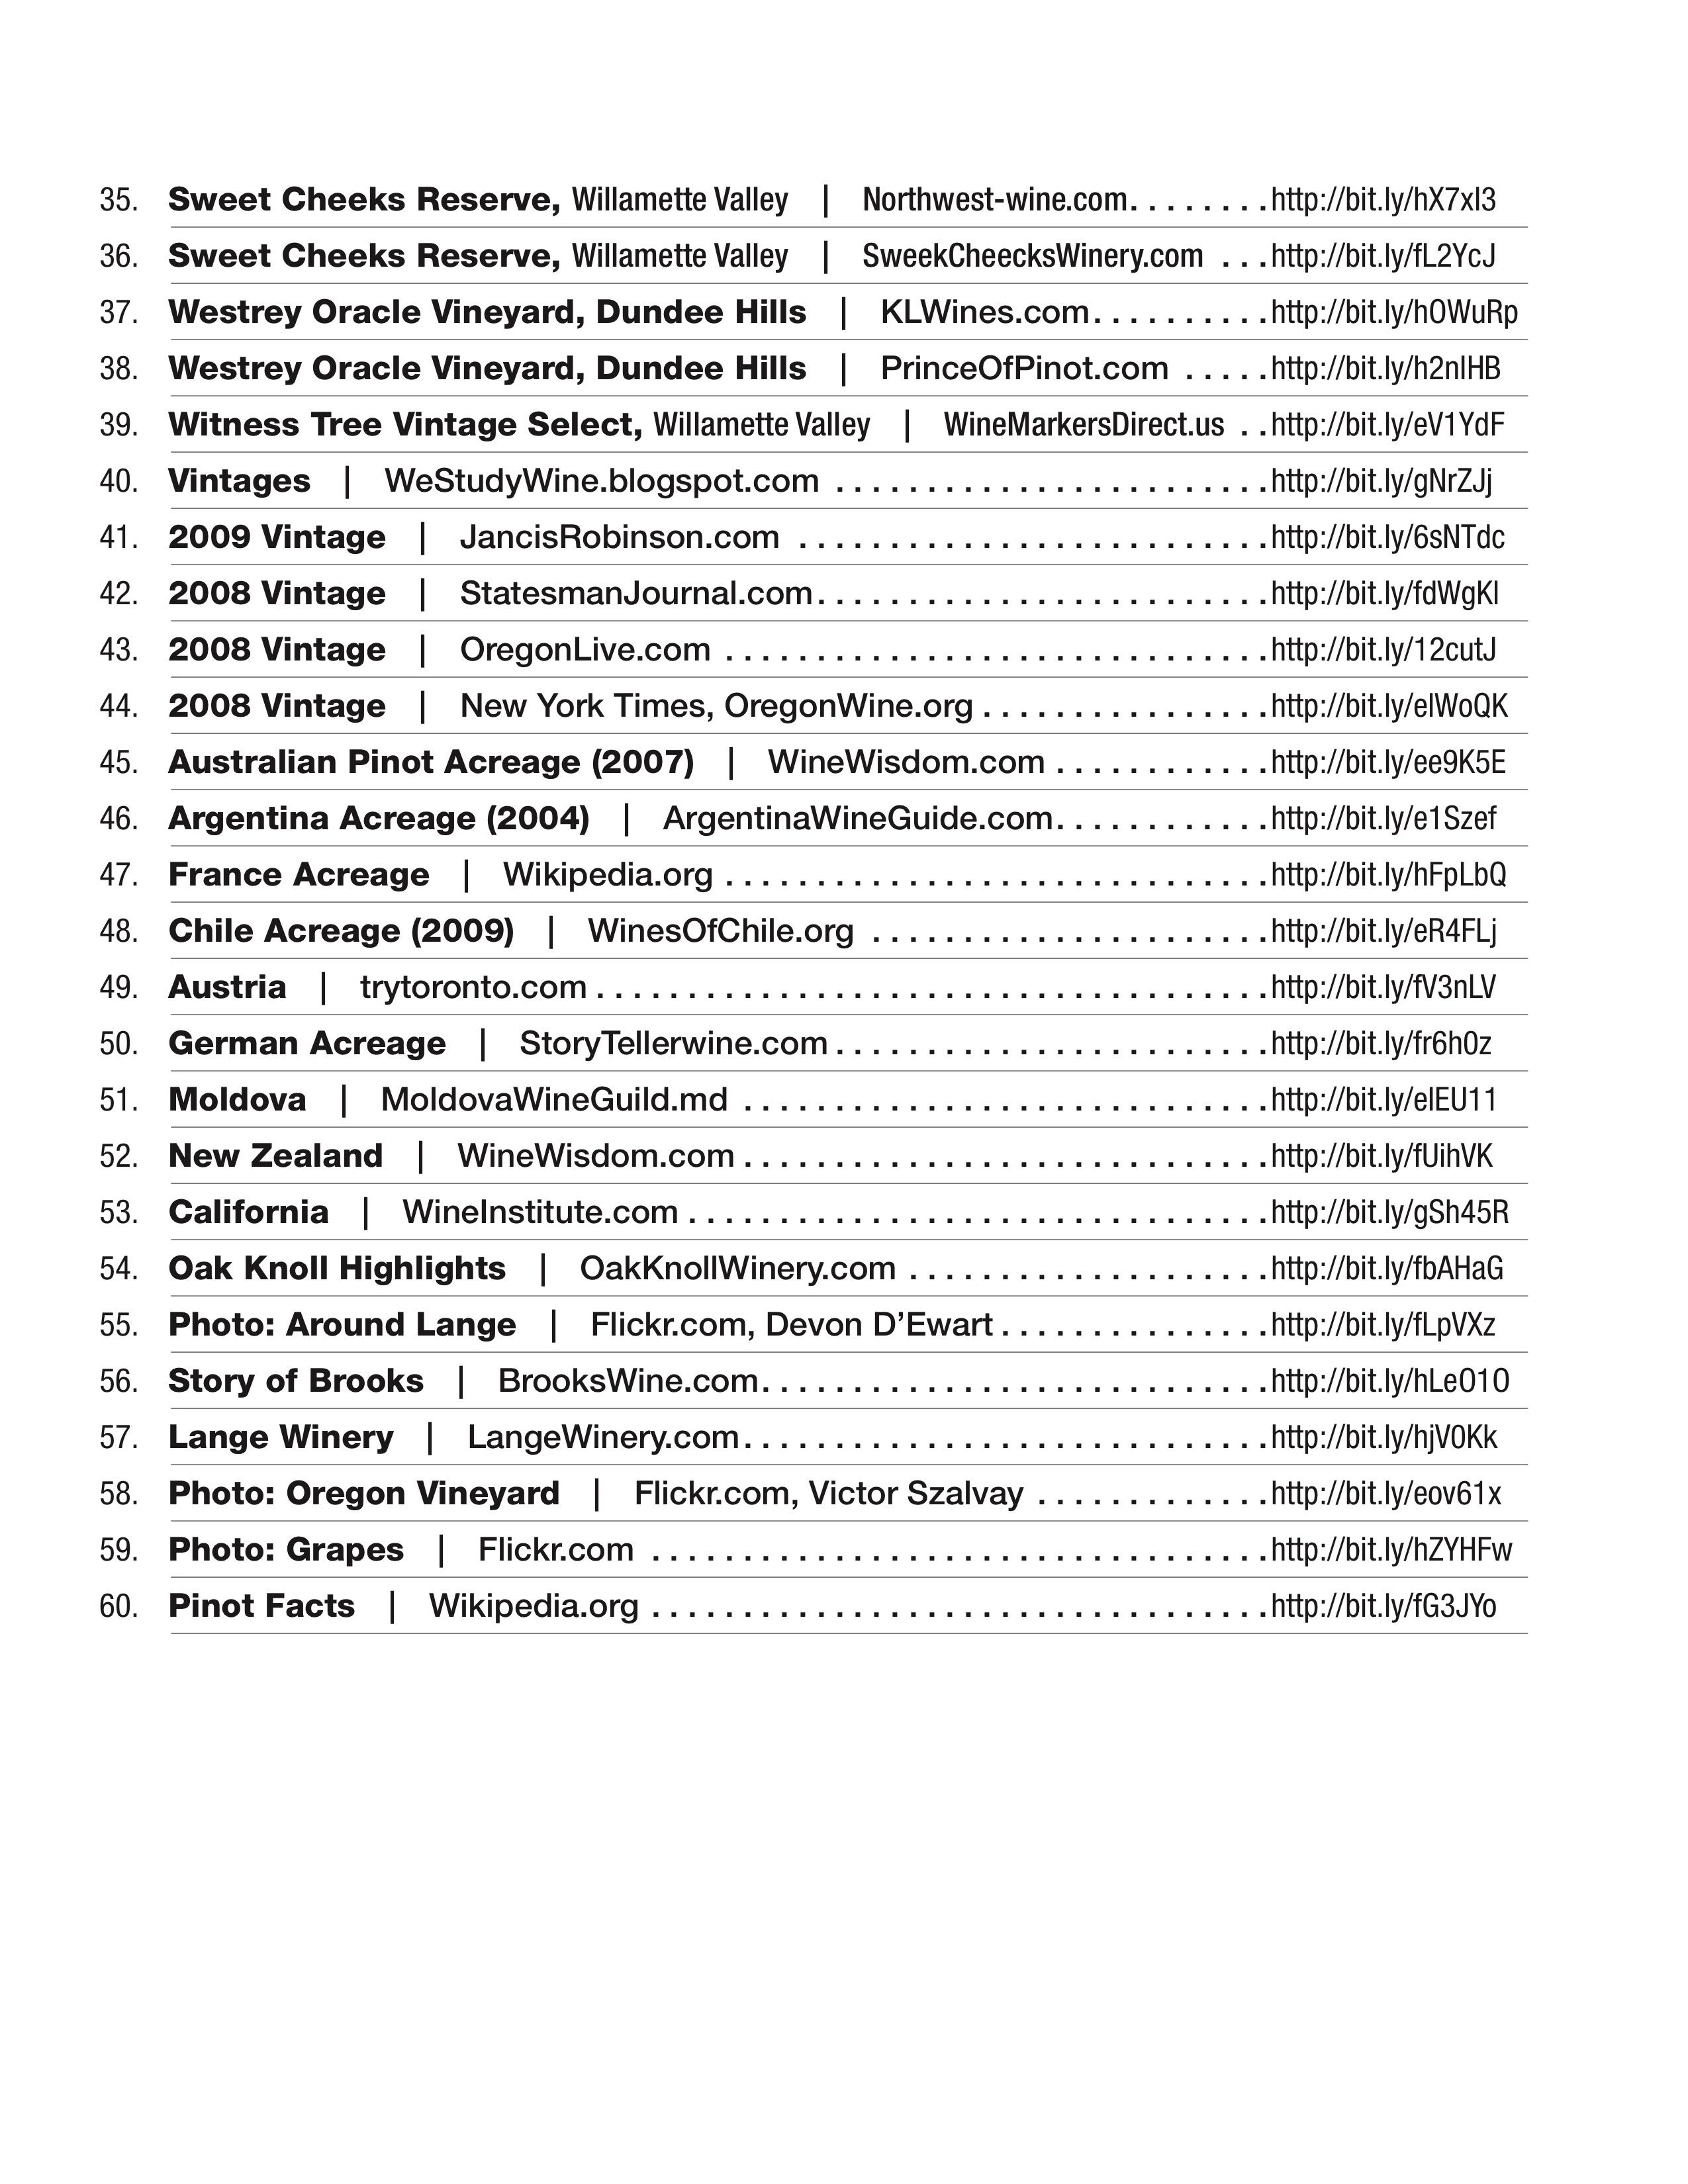 35. Sweet Cheeks Reserve, Willamette Valley | Northwest-wine.com. . . . . . . . http://bit.ly/hX7xI3
36. Sweet Cheeks Reserve, Willamette Valley | SweekCheecksWinery.com . . . http://bit.ly/fL2YcJ
37. Westrey Oracle Vineyard, Dundee Hills | KLWines.com. . . . . . . . . . http://bit.ly/hOWuRp
38. Westrey Oracle Vineyard, Dundee Hills | PrinceOfPinot.com . . . . . http://bit.ly/h2nIHB
39. Witness Tree Vintage Select, Willamette Valley | WineMarkersDirect.us . . http://bit.ly/eV1YdF
40. Vintages | WeStudyWine.blogspot.com . . . . . . . . . . . . . . . . . . . . . . . . http://bit.ly/gNrZJj
41. 2009 Vintage | JancisRobinson.com . . . . . . . . . . . . . . . . . . . . . . . . . . http://bit.ly/6sNTdc
42. 2008 Vintage | StatesmanJournal.com. . . . . . . . . . . . . . . . . . . . . . . . . http://bit.ly/fdWgKI
43. 2008 Vintage | OregonLive.com . . . . . . . . . . . . . . . . . . . . . . . . . . . . . . http://bit.ly/12cutJ
44. 2008 Vintage | New York Times, OregonWine.org . . . . . . . . . . . . . . . . http://bit.ly/eIWoQK
45. Australian Pinot Acreage (2007) | WineWisdom.com . . . . . . . . . . . . http://bit.ly/ee9K5E
46. Argentina Acreage (2004) | ArgentinaWineGuide.com. . . . . . . . . . . . http://bit.ly/e1Szef
47. France Acreage | Wikipedia.org . . . . . . . . . . . . . . . . . . . . . . . . . . . . . . http://bit.ly/hFpLbQ
48. Chile Acreage (2009) | WinesOfChile.org . . . . . . . . . . . . . . . . . . . . . . http://bit.ly/eR4FLj
49. Austria | trytoronto.com . . . . . . . . . . . . . . . . . . . . . . . . . . . . . . . . . . . . . http://bit.ly/fV3nLV
50. German Acreage | StoryTellerwine.com . . . . . . . . . . . . . . . . . . . . . . . . http://bit.ly/fr6h0z
51. Moldova | MoldovaWineGuild.md . . . . . . . . . . . . . . . . . . . . . . . . . . . . . http://bit.ly/eIEU11
52. New Zealand | WineWisdom.com . . . . . . . . . . . . . . . . . . . . . . . . . . . . . http://bit.ly/fUihVK
53. California | WineInstitute.com . . . . . . . . . . . . . . . . . . . . . . . . . . . . . . . . http://bit.ly/gSh45R
54. Oak Knoll Highlights | OakKnollWinery.com . . . . . . . . . . . . . . . . . . . . http://bit.ly/fbAHaG
55. Photo: Around Lange | Flickr.com, Devon D’Ewart . . . . . . . . . . . . . . . http://bit.ly/fLpVXz
56. Story of Brooks | BrooksWine.com. . . . . . . . . . . . . . . . . . . . . . . . . . . . http://bit.ly/hLeO1O
57. Lange Winery | LangeWinery.com. . . . . . . . . . . . . . . . . . . . . . . . . . . . . http://bit.ly/hjV0Kk
58. Photo: Oregon Vineyard | Flickr.com, Victor Szalvay . . . . . . . . . . . . . http://bit.ly/eov61x
59. Photo: Grapes | Flickr.com . . . . . . . . . . . . . . . . . . . . . . . . . . . . . . . . . . http://bit.ly/hZYHFw
60. Pinot Facts | Wikipedia.org . . . . . . . . . . . . . . . . . . . . . . . . . . . . . . . . . . http://bit.ly/fG3JYo